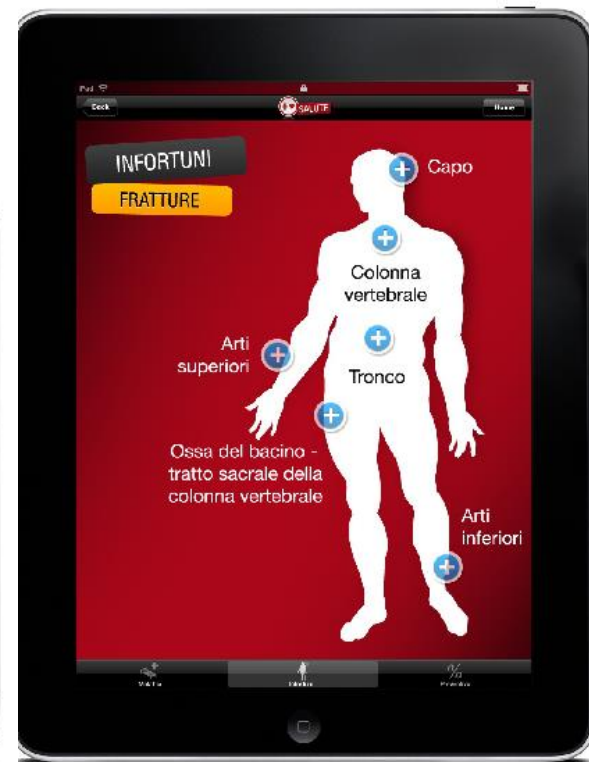 iPad
Back
SALUTE
Home
INFORTUNI
FRATTURE
Capo
Colonna
vertebrale
Arti
superiori
Tronco
Ossa del bacino -
tratto sacrale della
colonna vertebrale
Arti
inferiori